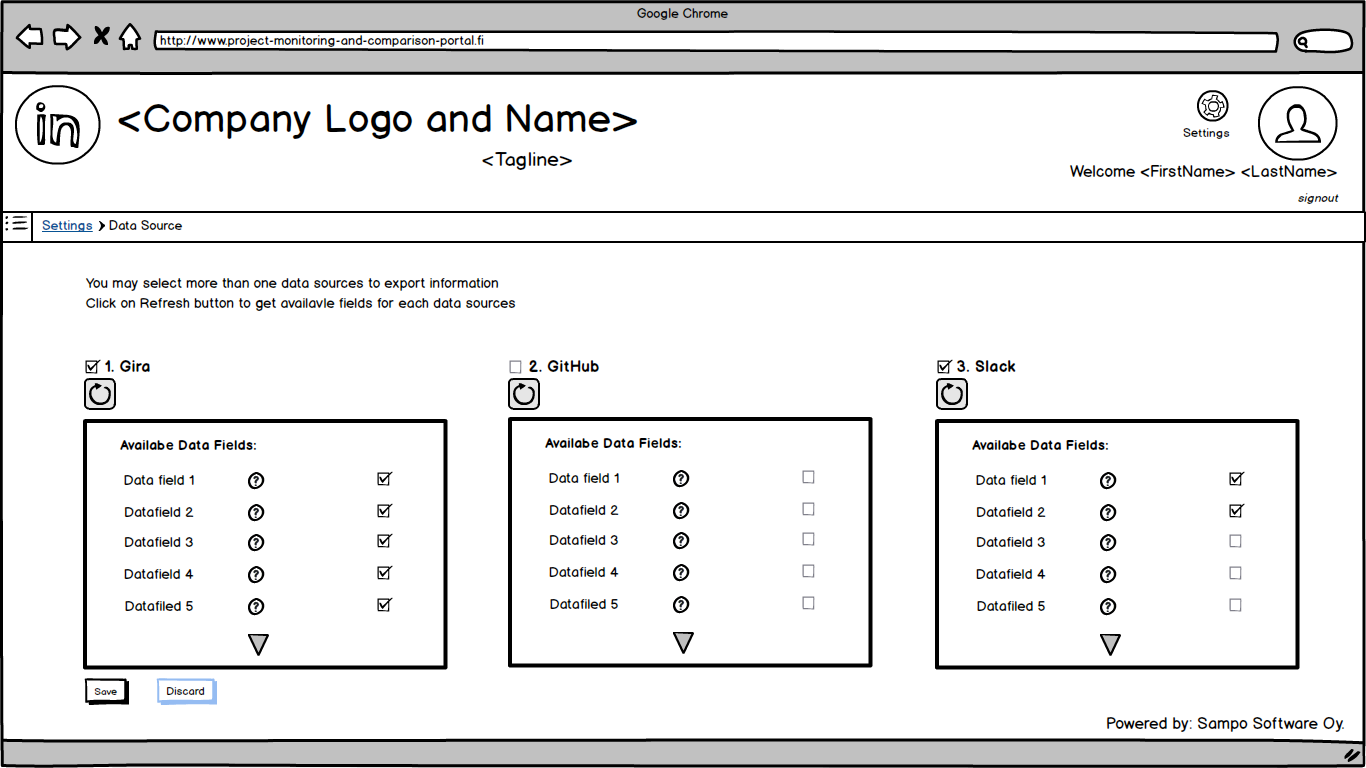 Google Chrome
http://www.project-monitoring-and-comparison-portal.fi
in
<Company Logo and Name>
<Tagline>
Settings
Welcome <FirstName> <LastName>
signout
Settings > Data Source
You may select more than one data sources to export information
Click on Refresh button to get availavle fields for each data sources
1. Gira
Availabe Data Fields:
Data field 1 ?
Datafield 2 ?
Datafield 3 ?
Datafield 4 ?
Datafiled 5 ?
2. GitHub
Availabe Data Fields:
Data field 1 ?
Datafield 2 ?
Datafield 3 ?
Datafield 4 ?
Datafiled 5 ?
3. Slack
Availabe Data Fields:
Data field 1 ?
Datafield 2 ?
Datafield 3 ?
Datafield 4 ?
Datafiled 5 ?
Save
Discard
Powered by: Sampo Software Oy.